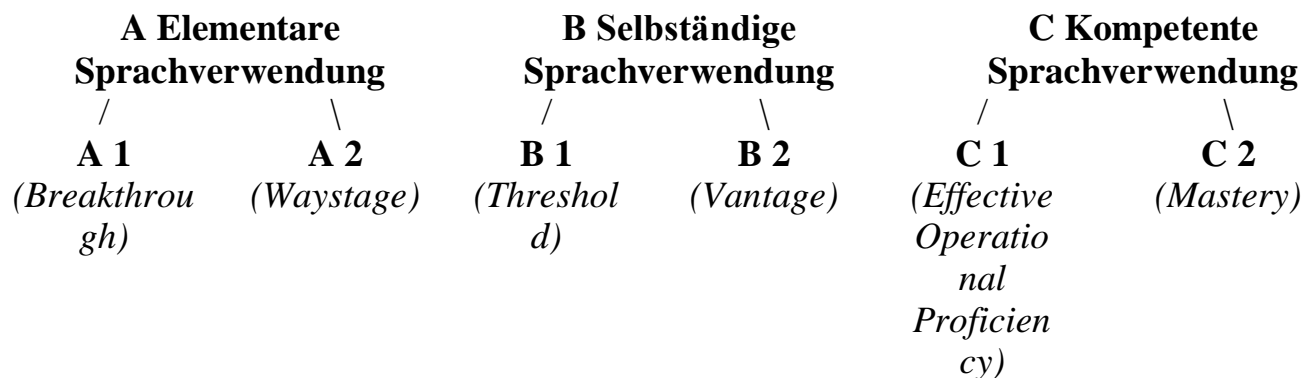 A Elementare
Sprachverwendung
B Selbständige
Sprachverwendung
C Kompetente
Sprachverwendung
/ \ / \ / \
A 1 A 2 B 1 B 2 C 1 C 2
(Breakthrou (Waystage) (Threshol (Vantage) (Effective (Mastery)
gh) d) Operatio
nal
Proficien
cy)